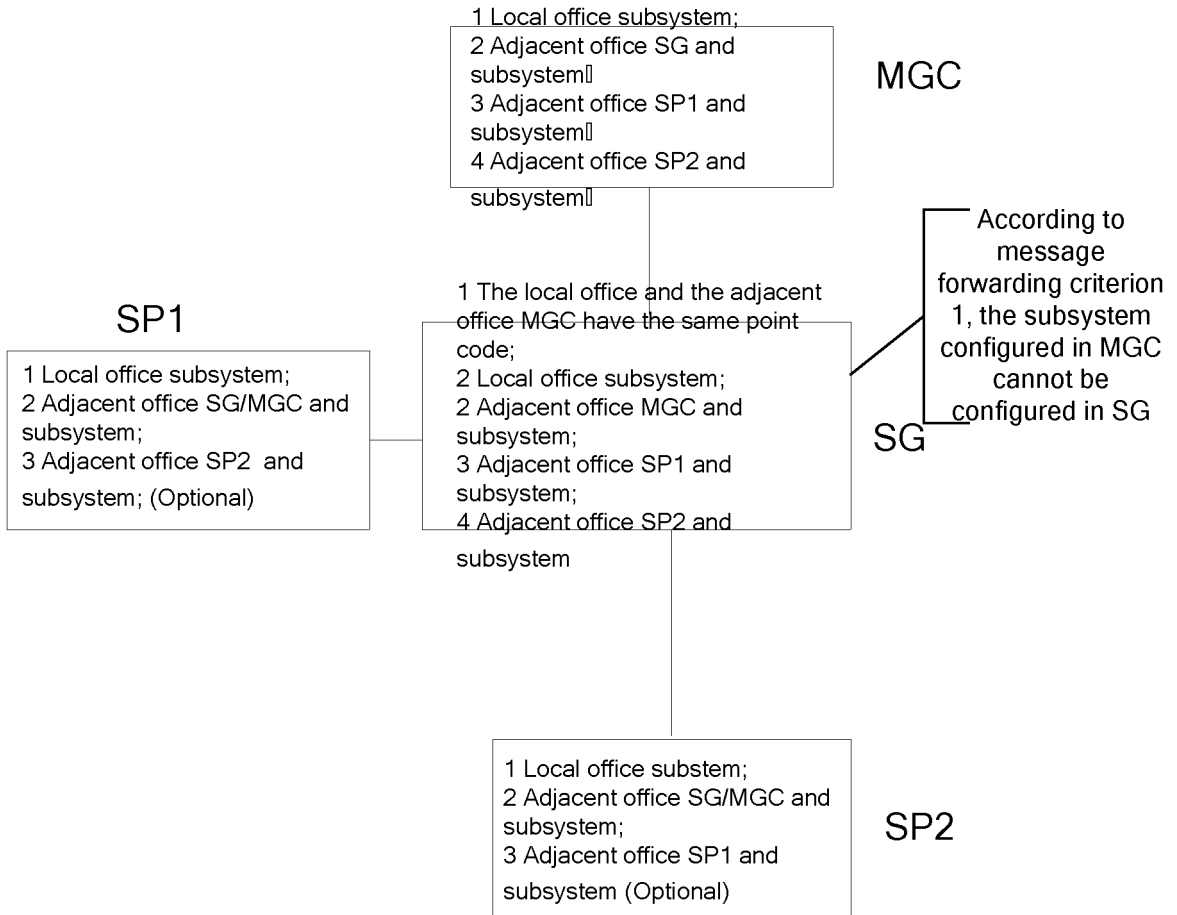 1 Local office subsystem;
2 Adjacent office SG and
subsystem
3 Adjacent office SP1 and
subsystem
4 Adjacent office SP2 and
subsystem
MGC
According to
message
forwarding criterion
1, the subsystem
configured in MGC
cannot be
configured in SG
SP1
1 Local office subsystem;
2 Adjacent office SG/MGC and
subsystem;
3 Adjacent office SP2 and
subsystem; (Optional)
1 The local office and the adjacent
office MGC have the same point
code;
2 Local office subsystem;
2 Adjacent office MGC and
subsystem;
3 Adjacent office SP1 and
subsystem;
4 Adjacent office SP2 and
subsystem
SG
1 Local office substem;
2 Adjacent office SG/MGC and
subsystem;
3 Adjacent office SP1 and
subsystem (Optional)
SP2